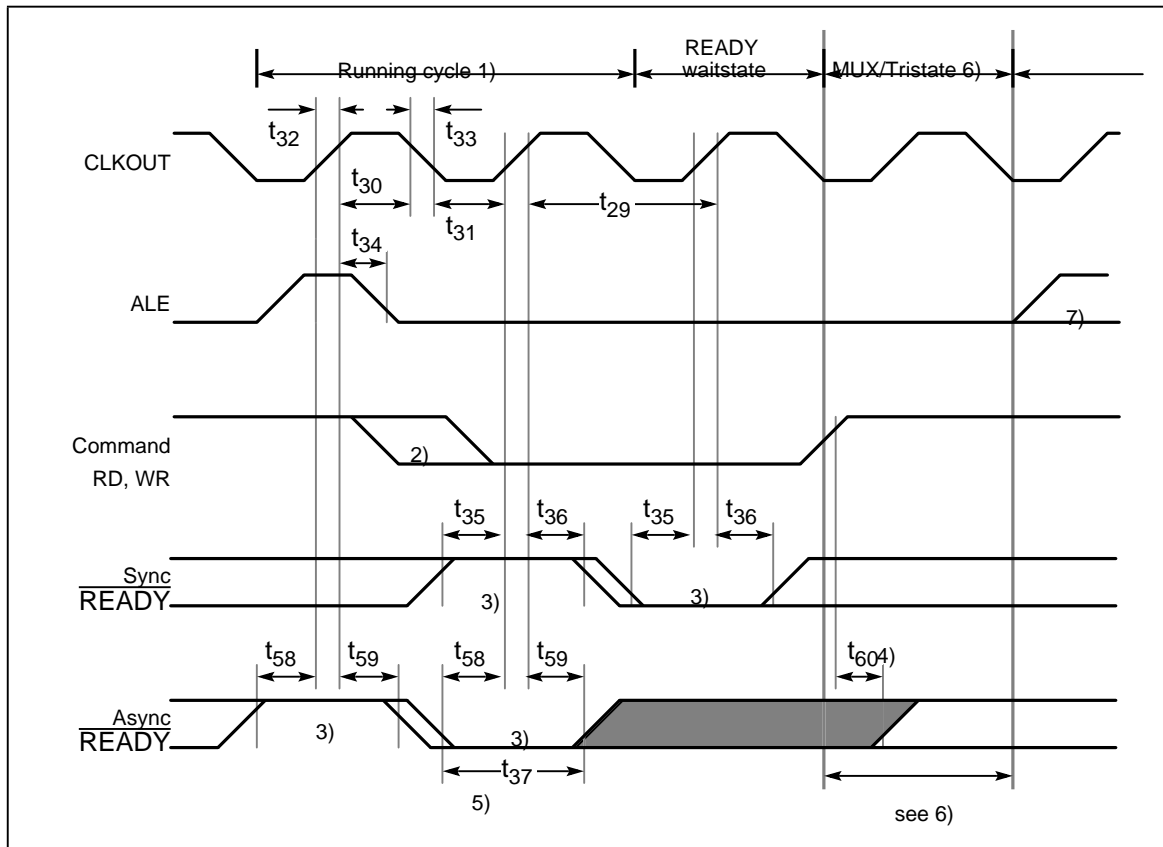 READY
waitstate
Running cycle 1)
MUX/Tristate 6)
t32
t33
CLKOUT
t30
t31
t29
t34
ALE
7)
Command
RD, WR
2)
t35
t36
t35
t36
Sync
READY
3)
3)
t58
t59
t58
t59
t604)
Async
READY
3)
3)
t37
5)
see 6)